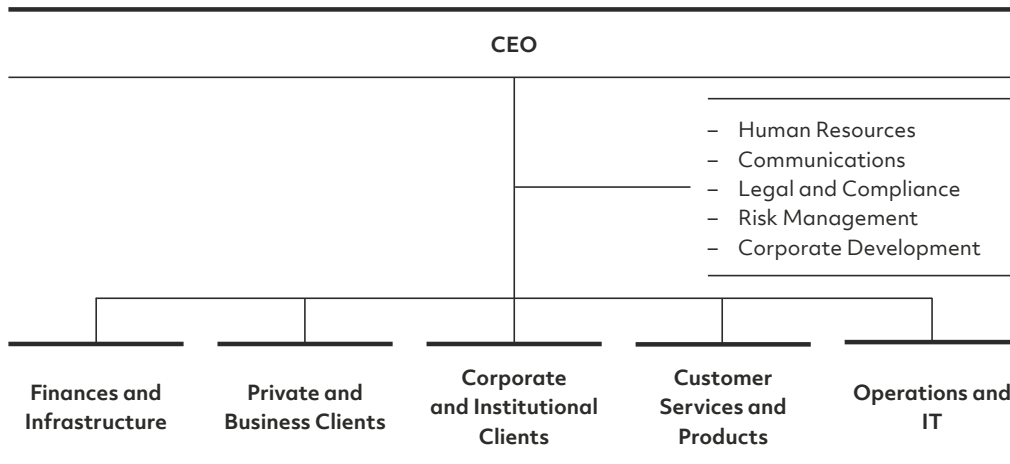 CEO
– Human Resources
– Communications
– Legal and Compliance
– Risk Management
– Corporate Development
Finances and
Infrastructure
Private and
Business Clients
Corporate
and Institutional
Clients
Customer
Services and
Products
Operations and
IT